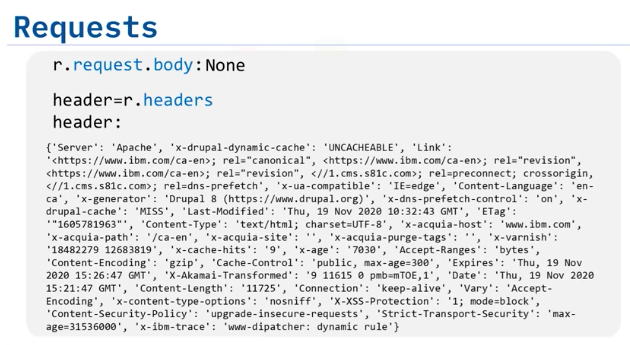 Requests
r.request.body:None
header=r.headers
header:
{'Server': 'Apache', 'x-drupal-dynamic-cache': 'UNCACHEABLE', 'Link':
'<https://www.ibm.com/ca-en>; rel="canonical", <https://www.ibm.com/ca-en>; rel="revision",
<https://www.ibm.com/ca-en>; rel="revision", <//1.cms.s81c.com>; rel=preconnect; crossorigin,
<//1.cms.s81c.com>; rel=dns-prefetch', 'x-ua-compatible': 'IE=edge', 'Content-Language': 'en-
ca', 'x-generator': 'Drupal 8 (https://www.drupal.org)', 'x-dns-prefetch-control': 'on', 'x-
drupal-cache': 'MISS', 'Last-Modified': 'Thu, 19 Nov 2020 10:32:43 GMT', 'ETag':
'"1605781963"', 'Content-Type': 'text/html; charset=UTF-8', 'x-acquia-host': 'www.ibm.com',
'x-acquia-path': '/ca-en', 'x-acquia-site': '', 'x-acquia-purge-tags': '', 'x-varnish':
'18482279 12683819', 'x-cache-hits': '9', 'x-age': '7030', 'Accept-Ranges': 'bytes',
'Content-Encoding': 'gzip', 'Cache-Control': 'public, max-age=300', 'Expires': 'Thu, 19 Nov
2020 15:26:47 GMT', 'X-Akamai-Transformed': '9 11615 0 pmb=mTOE,1', 'Date': 'Thu, 19 Nov 2020
15:21:47 GMT', 'Content-Length': '11725', 'Connection': 'keep-alive', 'Vary': 'Accept-
Encoding', 'x-content-type-options': 'nosniff', 'X-XSS-Protection': '1; mode=block',
'Content-Security-Policy': 'upgrade-insecure-requests', 'Strict-Transport-Security': 'max-
age=31536000', 'x-ibm-trace': 'www-dipatcher: dynamic rule'}